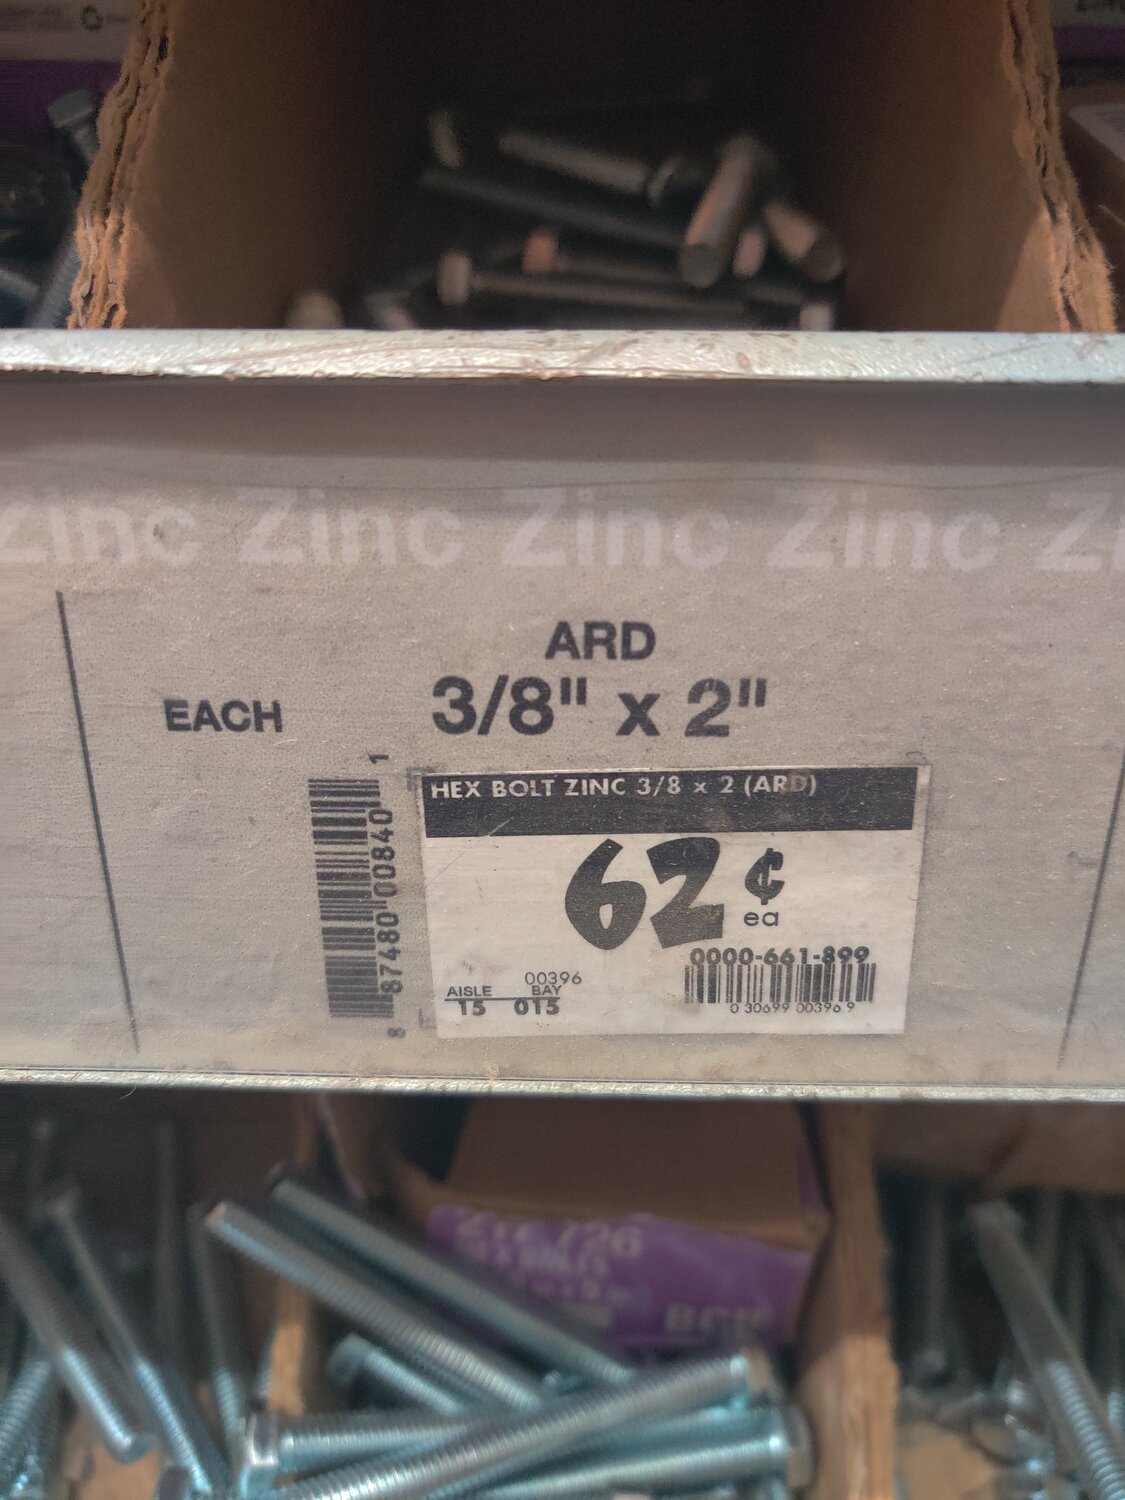 Zinc Zinc Zinc Zinc Zi
ARD
3/8" x 2"
EACH
8 87480 00840 1
HEX BOLT ZINC 3/8 x 2 (ARD)
62¢
ea
0000-661-899
00396
AISLE BAY
15 015
0 30699 00396 9